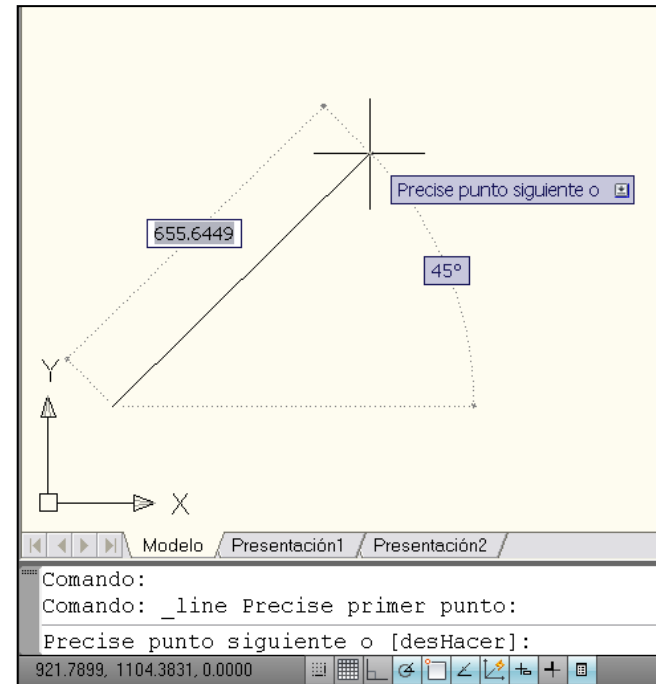 Precise punto siguiente o
655.6449
45°
Y
X
Modelo Presentación1 Presentación2
Comando:
Comando: _line Precise primer punto:
Precise punto siguiente o [desHacer]:
921.7899, 1104.3831, 0.0000